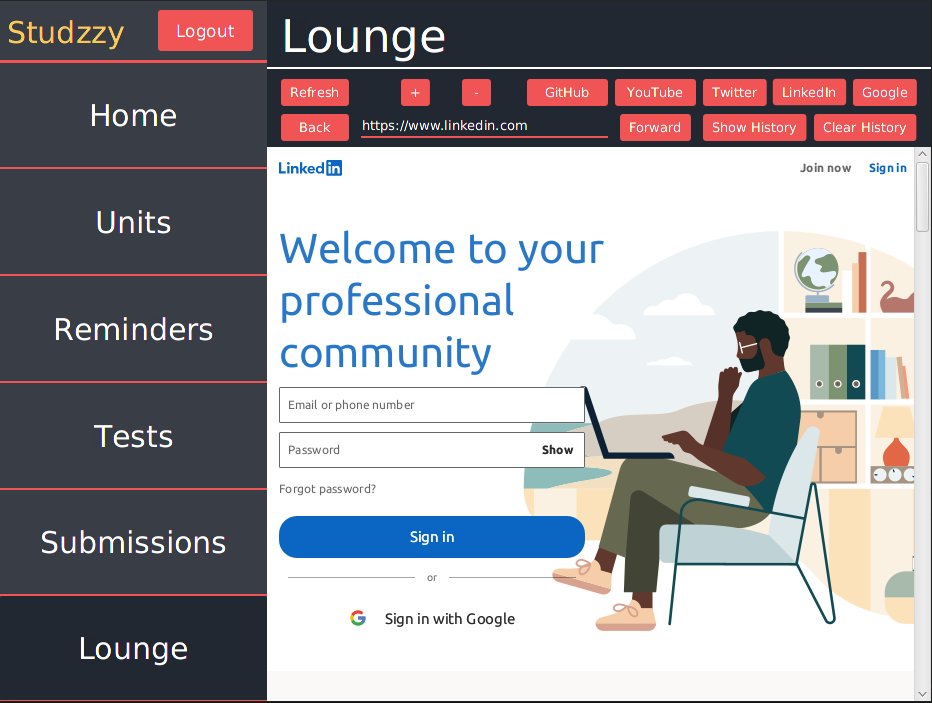 Studzzy
Logout
Home
Units
Reminders
Tests
Submissions
Lounge
Lounge
Refresh + - GitHub YouTube Twitter LinkedIn Google
Back https://www.linkedin.com Forward Show History Clear History
LinkedIn Join now Sign in
Welcome to your
professional
community
Email or phone number
Password Show
Forgot password?
Sign in
or
Sign in with Google